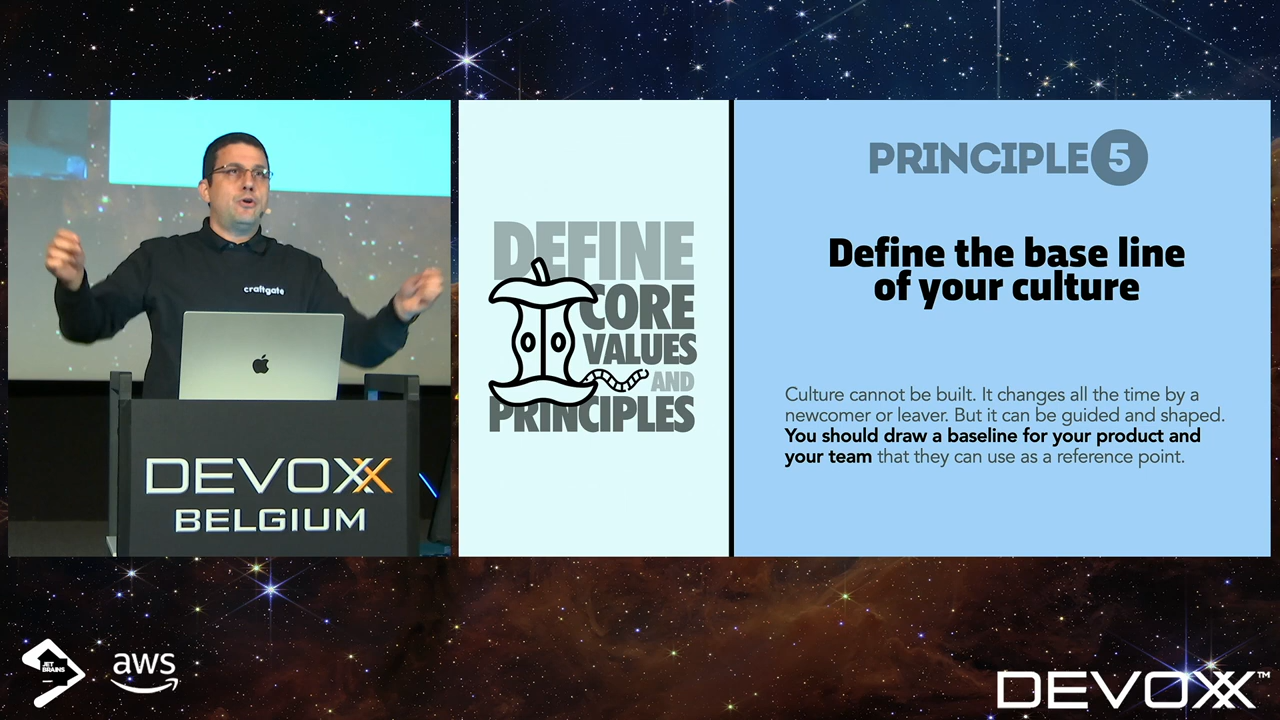 craftgate
DEVOXX
BELGIUM
DEFINE
CORE
VALUES
AND
PRINCIPLES
PRINCIPLE 5
Define the base line
of your culture
Culture cannot be built. It changes all the time by a
newcomer or leaver. But it can be guided and shaped.
You should draw a baseline for your product and
your team that they can use as a reference point.
JET
BRAINS
aws
DEVOXX™